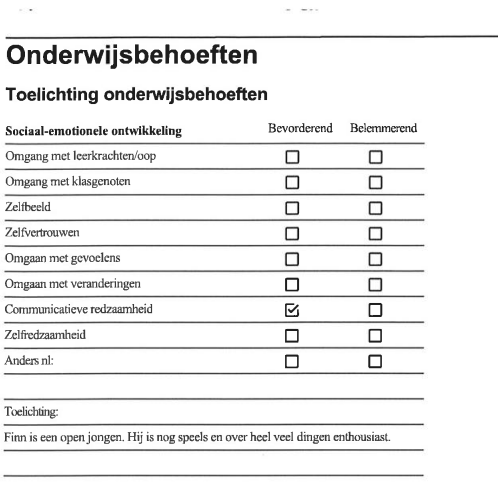 Onderwijsbehoeften
Toelichting onderwijsbehoeften
Sociaal-emotionele ontwikkeling Bevorderend Belemmerend
Omgang met leerkrachten/oop ☐ ☐
Omgang met klasgenoten ☐ ☐
Zelfbeeld ☐ ☐
Zelfvertrouwen ☐ ☐
Omgaan met gevoelens ☐ ☐
Omgaan met veranderingen ☐ ☐
Communicatieve redzaamheid ☑ ☐
Zelfredzaamheid ☐ ☐
Anders nl: ☐ ☐
Toelichting:
Finn is een open jongen. Hij is nog speels en over heel veel dingen enthousiast.